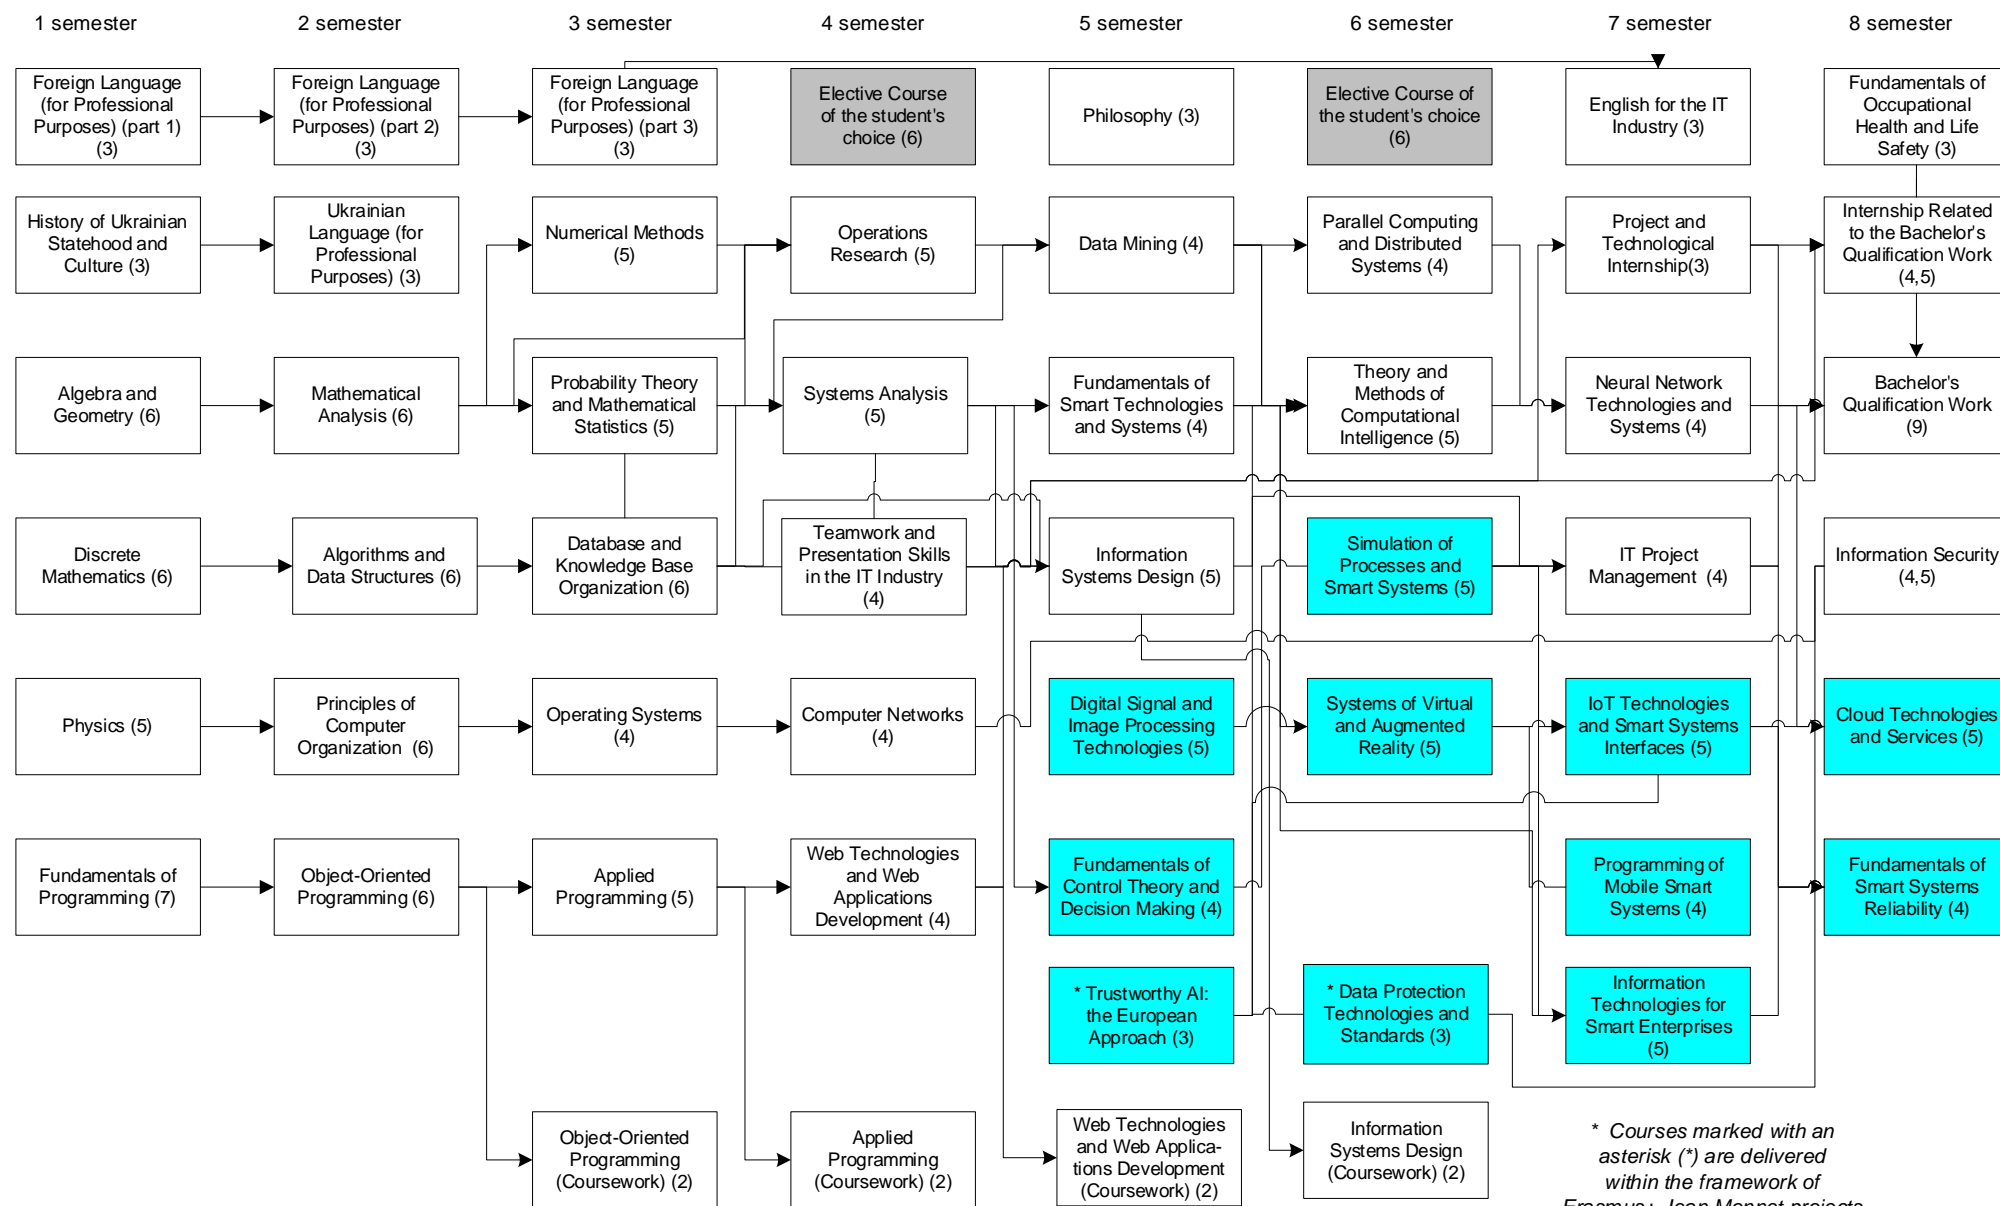 1 semester
2 semester
3 semester
4 semester
5 semester
6 semester
7 semester
8 semester
Foreign Language
(for Professional
Purposes) (part 1)
(3)
Foreign Language
(for Professional
Purposes) (part 2)
(3)
Foreign Language
(for Professional
Purposes) (part 3)
(3)
Elective Course
of the student's
choice (6)
Philosophy (3)
Elective Course of
the student's choice
(6)
English for the IT
Industry (3)
Fundamentals of
Occupational
Health and Life
Safety (3)
History of Ukrainian
Statehood and
Culture (3)
Ukrainian
Language (for
Professional
Purposes) (3)
Numerical Methods
(5)
Operations
Research (5)
Data Mining (4)
Parallel Computing
and Distributed
Systems (4)
Project and
Technological
Internship(3)
Internship Related
to the Bachelor's
Qualification Work
(4,5)
Algebra and
Geometry (6)
Mathematical
Analysis (6)
Probability Theory
and Mathematical
Statistics (5)
Systems Analysis
(5)
Fundamentals of
Smart Technologies
and Systems (4)
Theory and
Methods of
Computational
Intelligence (5)
Neural Network
Technologies and
Systems (4)
Bachelor's
Qualification Work
(9)
Discrete
Mathematics (6)
Algorithms and
Data Structures (6)
Database and
Knowledge Base
Organization (6)
Teamwork and
Presentation Skills
in the IT Industry
(4)
Information
Systems Design (5)
Simulation of
Processes and
Smart Systems (5)
IT Project
Management (4)
Information Security
(4,5)
Physics (5)
Principles of
Computer
Organization (6)
Operating Systems
(4)
Computer Networks
(4)
Digital Signal and
Image Processing
Technologies (5)
Systems of Virtual
and Augmented
Reality (5)
IoT Technologies
and Smart Systems
Interfaces (5)
Cloud Technologies
and Services (5)
Fundamentals of
Programming (7)
Object-Oriented
Programming (6)
Applied
Programming (5)
Web Technologies
and Web
Applications
Development (4)
Fundamentals of
Control Theory and
Decision Making (4)
Programming of
Mobile Smart
Systems (4)
Fundamentals of
Smart Systems
Reliability (4)
* Trustworthy AI:
the European
Approach (3)
* Data Protection
Technologies and
Standards (3)
Information
Technologies for
Smart Enterprises
(5)
Object-Oriented
Programming
(Coursework) (2)
Applied
Programming
(Coursework) (2)
Web Technologies
and Web Applica-
tions Development
(Coursework) (2)
Information
Systems Design
(Coursework) (2)
* Courses marked with an
asterisk (*) are delivered
within the framework of
Erasmus+ Jean Monnet projects